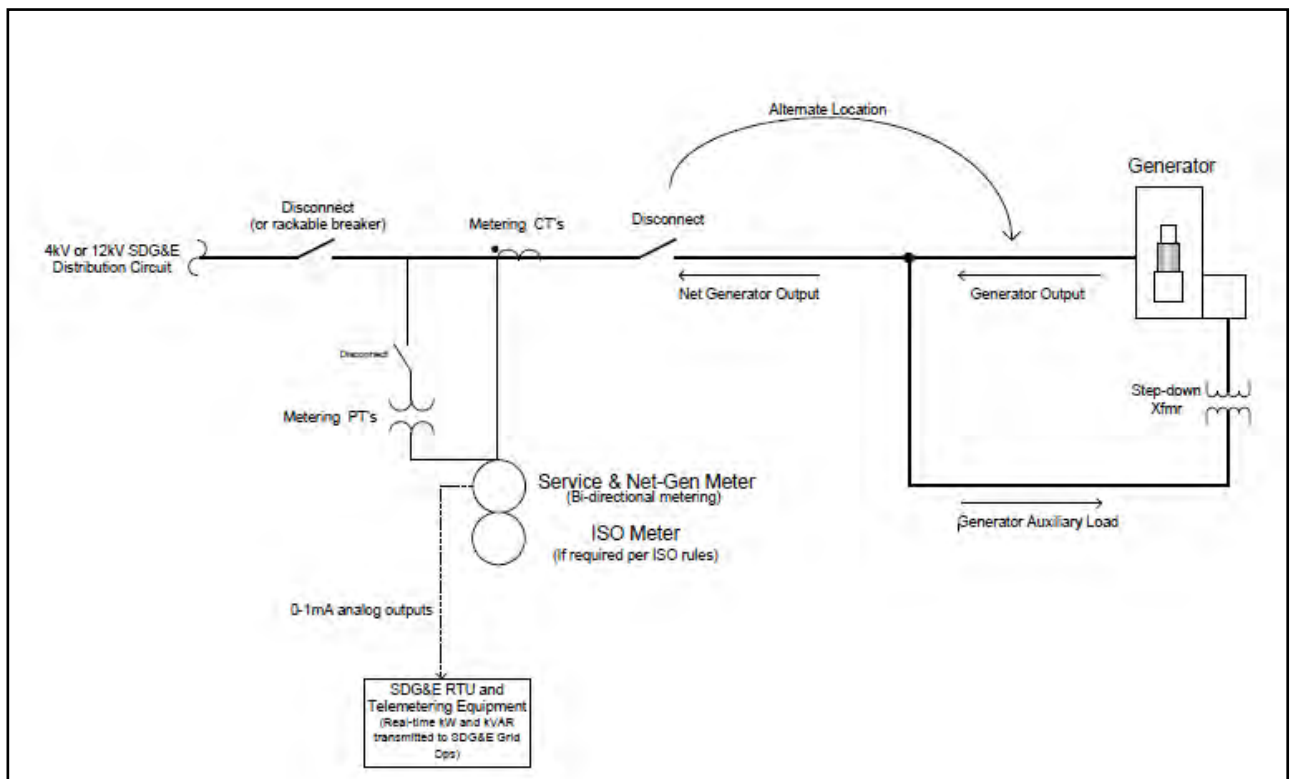 Alternate Location
Generator
Disconnect
(or rackable breaker)
Metering CT's
Disconnect
4kV or 12kV SDG&E
Distribution Circuit
Net Generator Output
Generator Output
Disconnect
Step-down
Xfmr
Metering PT's
Service & Net-Gen Meter
(Bi-directional metering)
Generator Auxiliary Load
ISO Meter
(If required per ISO rules)
0-1mA analog outputs
SDG&E RTU and
Telemetering Equipment
(Real-time kW and kVAR
transmitted to SDG&E Grid
Ops)